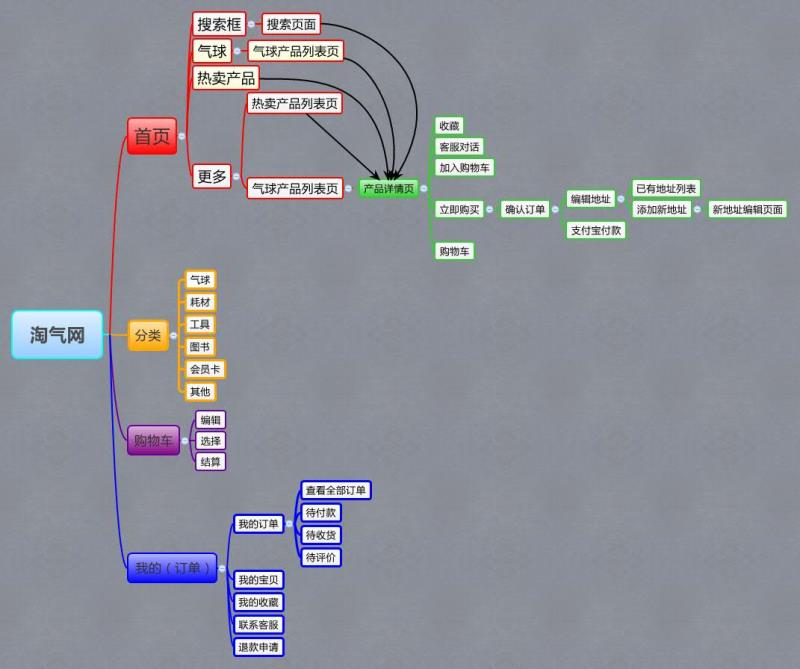 淘气网
首页
搜索框
搜索页面
气球
气球产品列表页
热卖产品
更多
热卖产品列表页
气球产品列表页
产品详情页
收藏
客服对话
加入购物车
立即购买
确认订单
编辑地址
已有地址列表
添加新地址
新地址编辑页面
支付宝付款
购物车
分类
气球
耗材
工具
图书
会员卡
其他
购物车
编辑
选择
结算
我的（订单）
我的订单
查看全部订单
待付款
待收货
待评价
我的宝贝
我的收藏
联系客服
退款申请